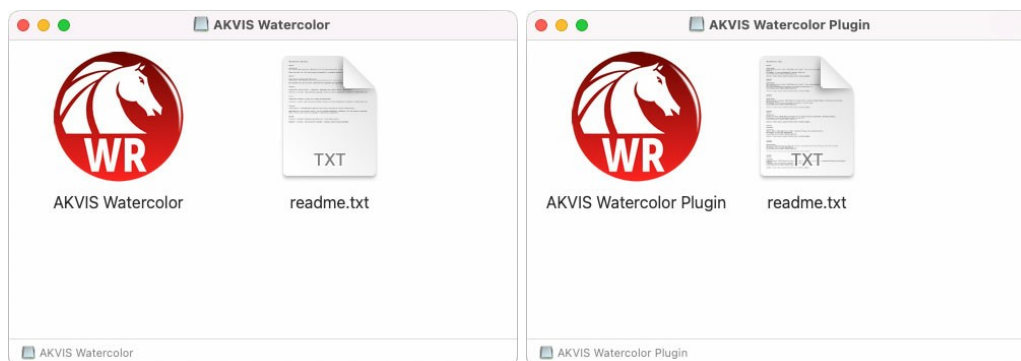 AKVIS Watercolor
WR
TXT
AKVIS Watercolor
readme.txt
AKVIS Watercolor
AKVIS Watercolor Plugin
WR
TXT
AKVIS Watercolor Plugin
readme.txt
AKVIS Watercolor Plugin